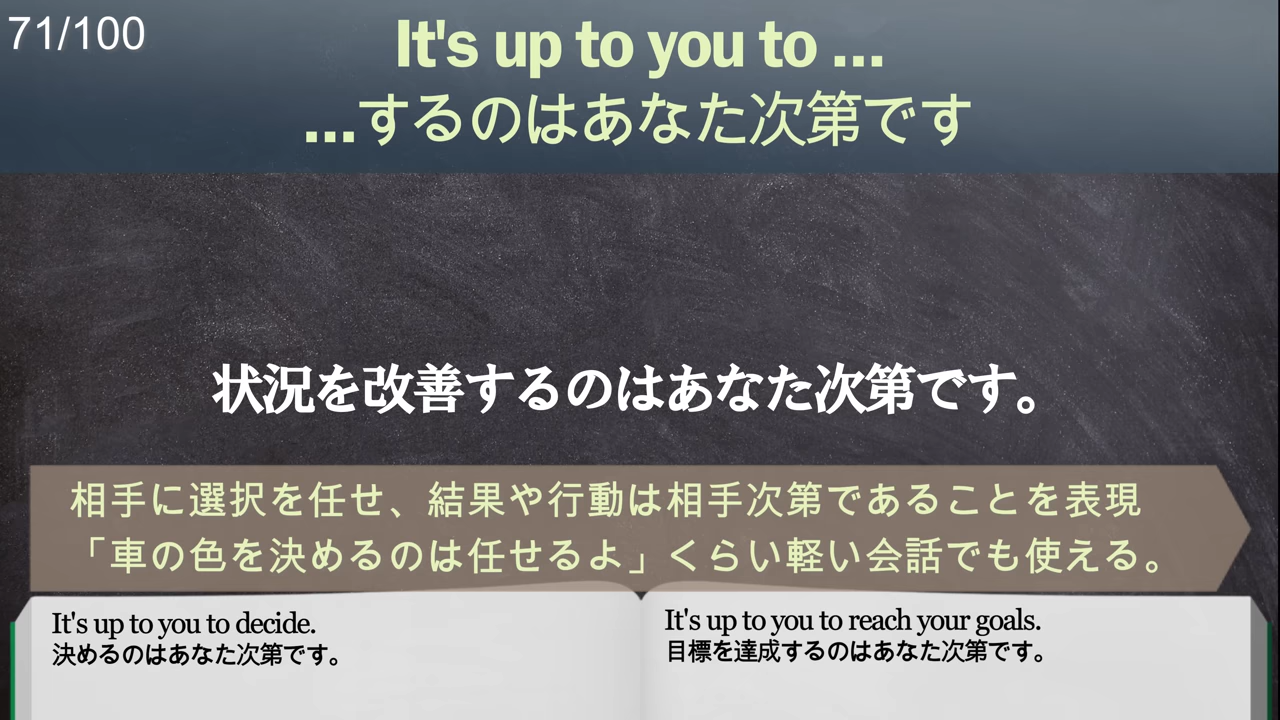 71/100
It's up to you to ...
...するのはあなた次第です
状況を改善するのはあなた次第です。
相手に選択を任せ、結果や行動は相手次第であることを表現
「車の色を決めるのは任せるよ」くらい軽い会話でも使える。
It's up to you to decide.
決めるのはあなた次第です。
It's up to you to reach your goals.
目標を達成するのはあなた次第です。